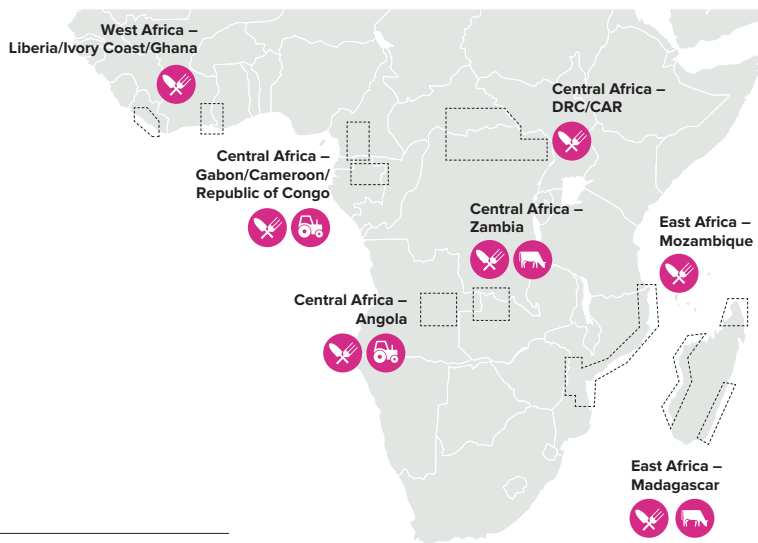 West Africa –
Liberia/Ivory Coast/Ghana
Central Africa –
DRC/CAR
Central Africa –
Gabon/Cameroon/
Republic of Congo
Central Africa –
Zambia
East Africa –
Mozambique
Central Africa –
Angola
East Africa –
Madagascar